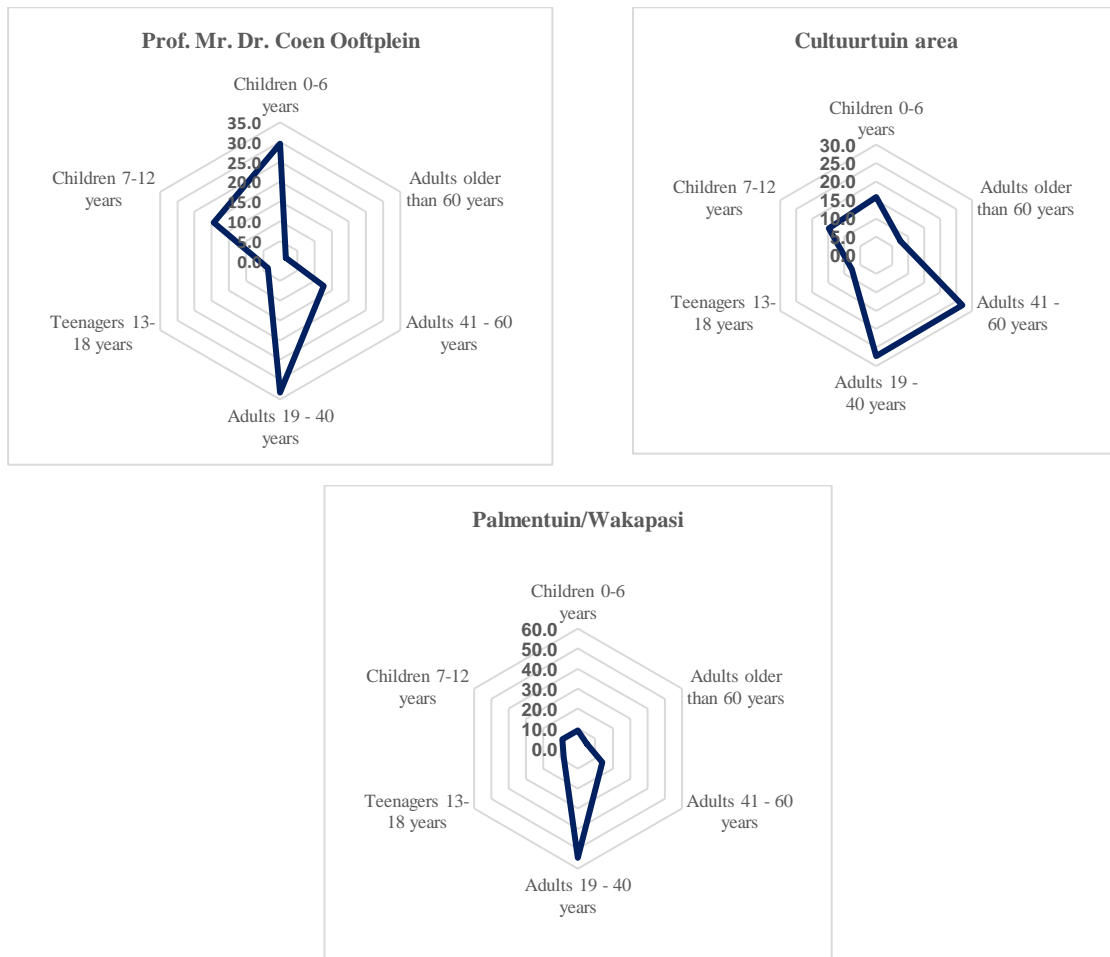 Prof. Mr. Dr. Coen Ooftplein
Children 0-6
years
35.0
30.0
25.0
20.0
15.0
10.0
5.0
0.0
Children 7-12
years
Adults older
than 60 years
Teenagers 13-
18 years
Adults 41 - 60
years
Adults 19 - 40
years
Cultuurtuin area
Children 0-6
years
30.0
25.0
20.0
15.0
10.0
5.0
0.0
Children 7-12
years
Adults older
than 60 years
Teenagers 13-
18 years
Adults 41 -
60 years
Adults 19 -
40 years
Palmentuin/Wakapasi
Children 0-6
years
60.0
50.0
40.0
30.0
20.0
10.0
0.0
Children 7-12
years
Adults older
than 60 years
Teenagers 13-
18 years
Adults 41 - 60
years
Adults 19 - 40
years